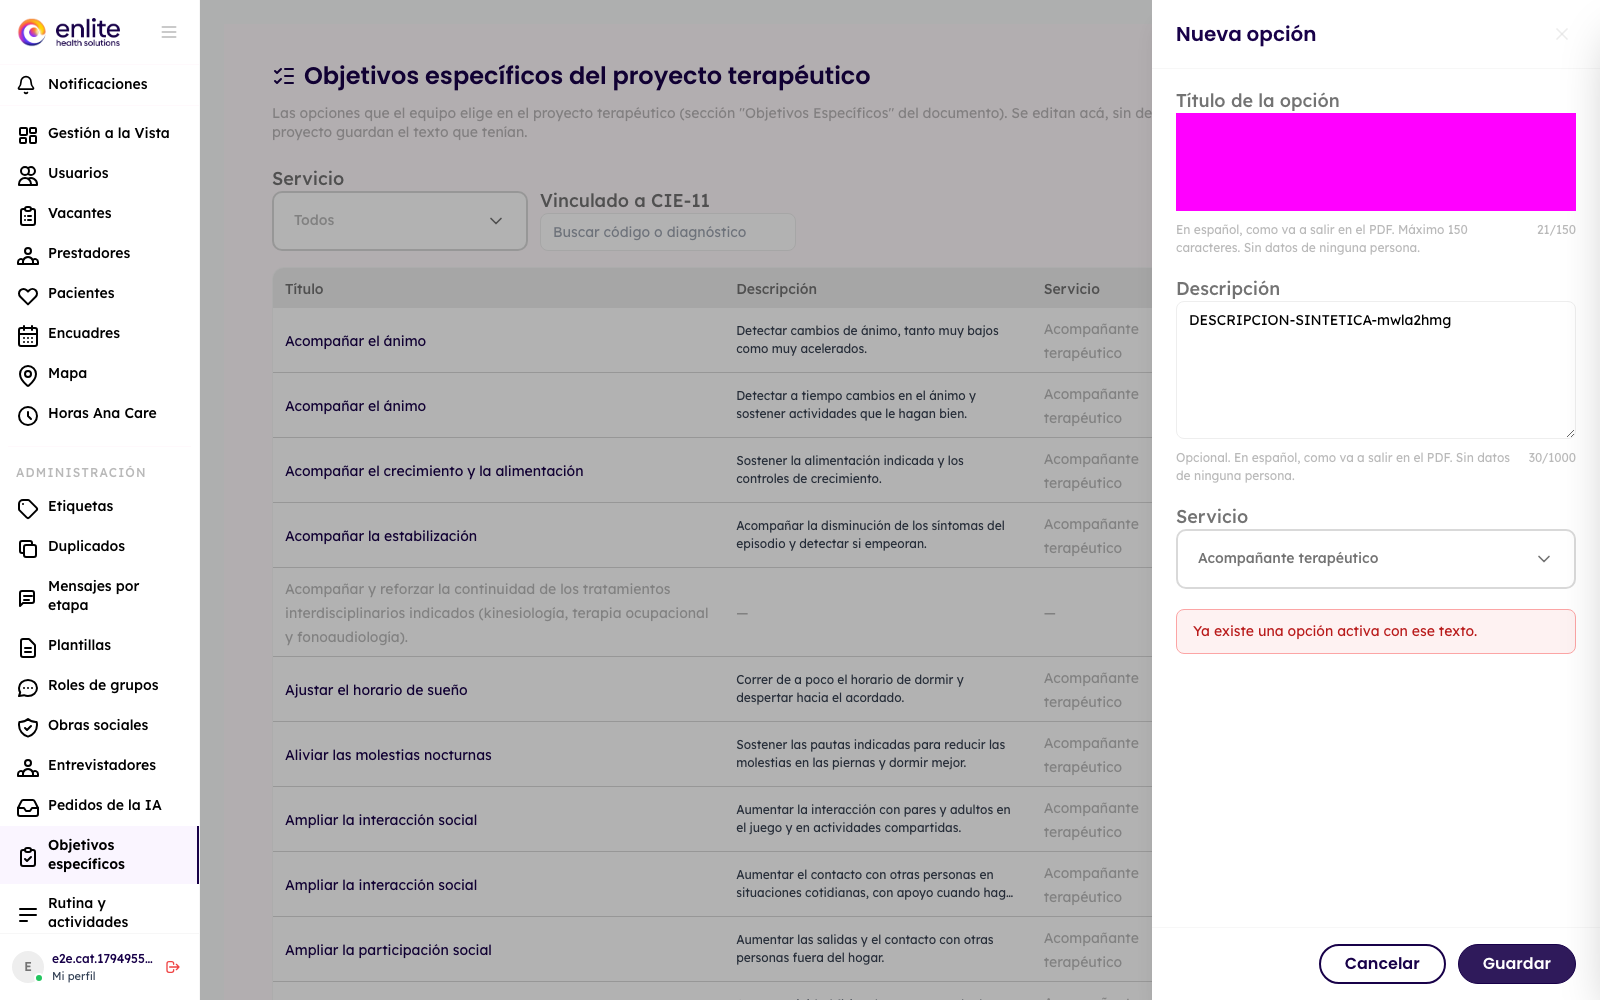 enlite
health solutions
Notificaciones
Gestión a la Vista
Usuarios
Vacantes
Prestadores
Pacientes
Encuadres
Mapa
Horas Ana Care
ADMINISTRACIÓN
Etiquetas
Duplicados
Mensajes por
etapa
Plantillas
Roles de grupos
Obras sociales
Entrevistadores
Pedidos de la IA
Objetivos
específicos
Rutina y
actividades
E
e2e.cat.1794955...
Mi perfil
Objetivos específicos del proyecto terapéutico
Las opciones que el equipo elige en el proyecto terapéutico (sección "Objetivos Específicos" del documento). Se editan acá, sin de
proyecto guardan el texto que tenían.
Servicio
Todos
Vinculado a CIE-11
Buscar código o diagnóstico
Título Descripción Servicio
Acompañar el ánimo
Detectar cambios de ánimo, tanto muy bajos
como muy acelerados.
Acompañante
terapéutico
Acompañar el ánimo
Detectar a tiempo cambios en el ánimo y
sostener actividades que le hagan bien.
Acompañante
terapéutico
Acompañar el crecimiento y la alimentación
Sostener la alimentación indicada y los
controles de crecimiento.
Acompañante
terapéutico
Acompañar la estabilización
Acompañar la disminución de los síntomas del
episodio y detectar si empeoran.
Acompañante
terapéutico
Acompañar y reforzar la continuidad de los tratamientos
interdisciplinarios indicados (kinesiología, terapia ocupacional
y fonoaudiología).
—
—
Ajustar el horario de sueño
Correr de a poco el horario de dormir y
despertar hacia el acordado.
Acompañante
terapéutico
Aliviar las molestias nocturnas
Sostener las pautas indicadas para reducir las
molestias en las piernas y dormir mejor.
Acompañante
terapéutico
Ampliar la interacción social
Aumentar la interacción con pares y adultos en
el juego y en actividades compartidas.
Acompañante
terapéutico
Ampliar la interacción social
Aumentar el contacto con otras personas en
situaciones cotidianas, con apoyo cuando hag...
Acompañante
terapéutico
Ampliar la participación social
Aumentar las salidas y el contacto con otras
personas fuera del hogar.
Acompañante
terapéutico
Nueva opción
Título de la opción
En español, como va a salir en el PDF. Máximo 150
caracteres. Sin datos de ninguna persona.
21/150
Descripción
DESCRIPCION-SINTETICA-mwla2hmg
Opcional. En español, como va a salir en el PDF. Sin datos
de ninguna persona.
30/1000
Servicio
Acompañante terapéutico
Ya existe una opción activa con ese texto.
Cancelar
Guardar